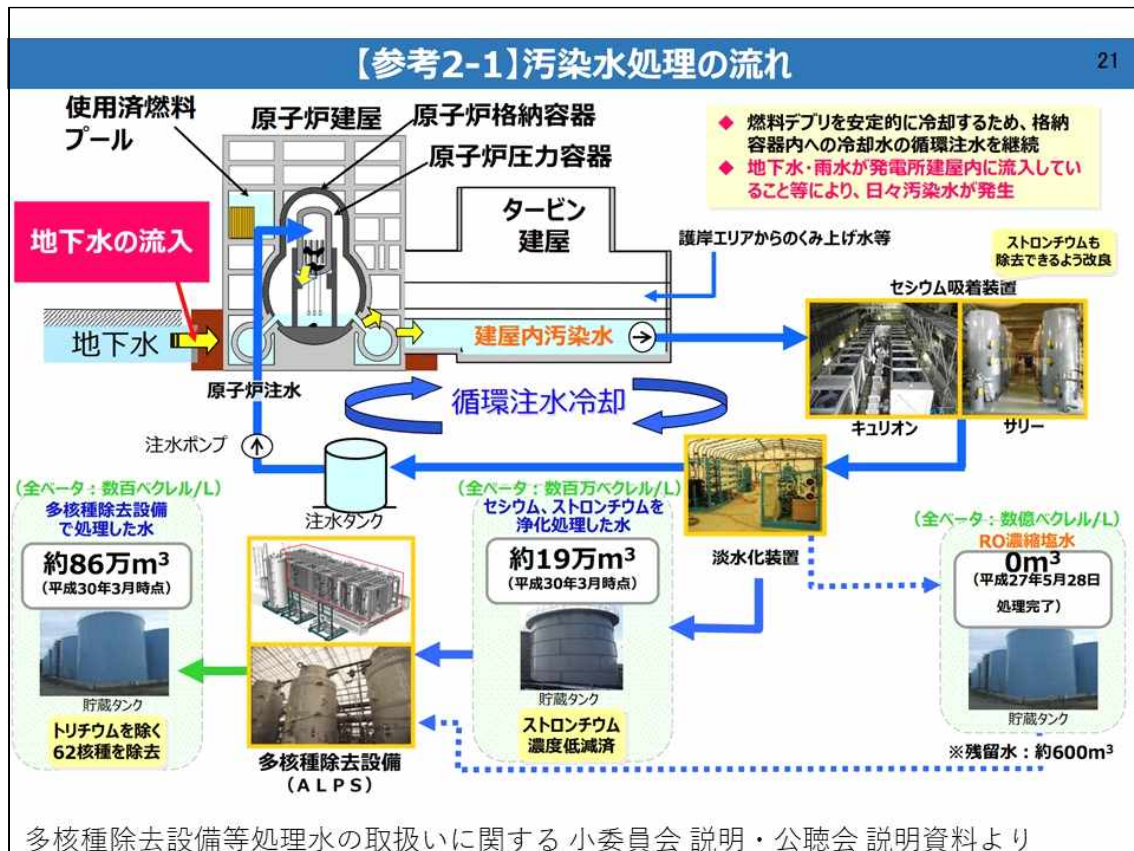 【参考2-1】汚染水処理の流れ
21
使用済燃料
プール
原子炉建屋
原子炉格納容器
原子炉圧力容器
◆ 燃料デブリを安定的に冷却するため、格納
容器内への冷却水の循環注水を継続
◆ 地下水・雨水が発電所建屋内に流入してい
ること等により、日々汚染水が発生
地下水の流入
タービン
建屋
護岸エリアからのくみ上げ水等
ストロンチウムも
除去できるよう改良
セシウム吸着装置
地下水
建屋内汚染水
原子炉注水
循環注水冷却
キュリオン
サリー
注水ポンプ
注水タンク
淡水化装置
(全ベータ：数百ベクレル/L)
多核種除去設備
で処理した水
約86万m³
(平成30年3月時点)
貯蔵タンク
トリチウムを除く
62核種を除去
多核種除去設備
(ALPS)
(全ベータ：数百万ベクレル/L)
セシウム、ストロンチウムを
浄化処理した水
約19万m³
(平成30年3月時点)
貯蔵タンク
ストロンチウム
濃度低減済
(全ベータ：数億ベクレル/L)
RO濃縮塩水
0m³
(平成27年5月28日
処理完了)
貯蔵タンク
※残留水：約600m³
多核種除去設備等処理水の取扱いに関する 小委員会 説明・公聴会 説明資料より